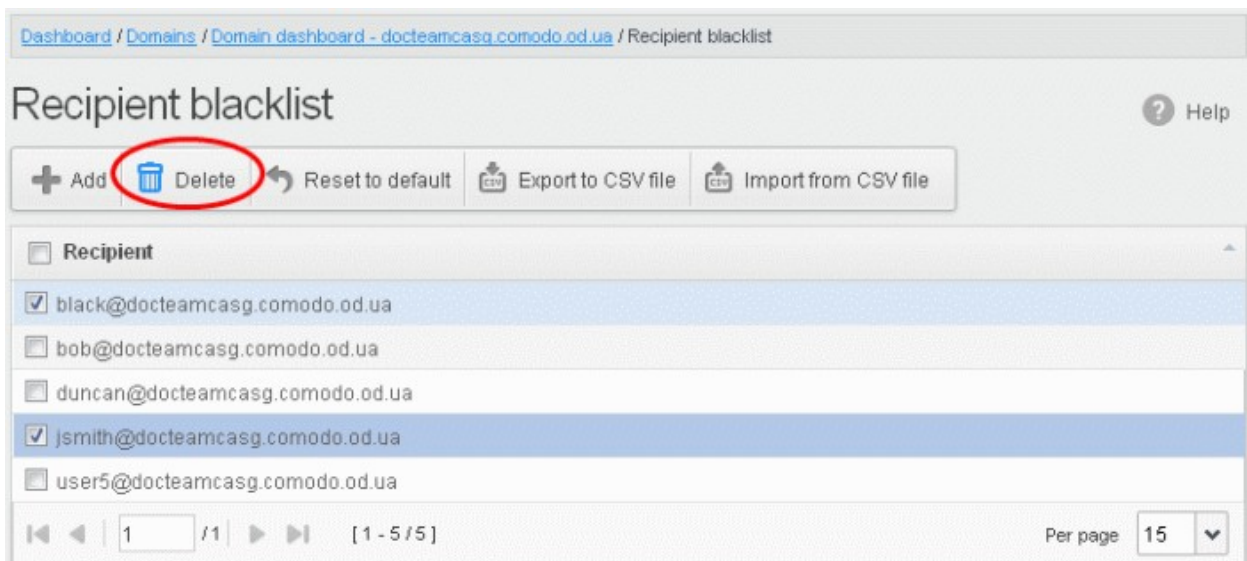 Dashboard / Domains / Domain dashboard - docteamcasg.comodo.od.ua / Recipient blacklist
Recipient blacklist
? Help
Add Delete Reset to default CSV Export to CSV file CSV Import from CSV file
Recipient
black@docteamcasg.comodo.od.ua
bob@docteamcasg.comodo.od.ua
duncan@docteamcasg.comodo.od.ua
jsmith@docteamcasg.comodo.od.ua
user5@docteamcasg.comodo.od.ua
1 /1 [1 - 5/5] Per page 15